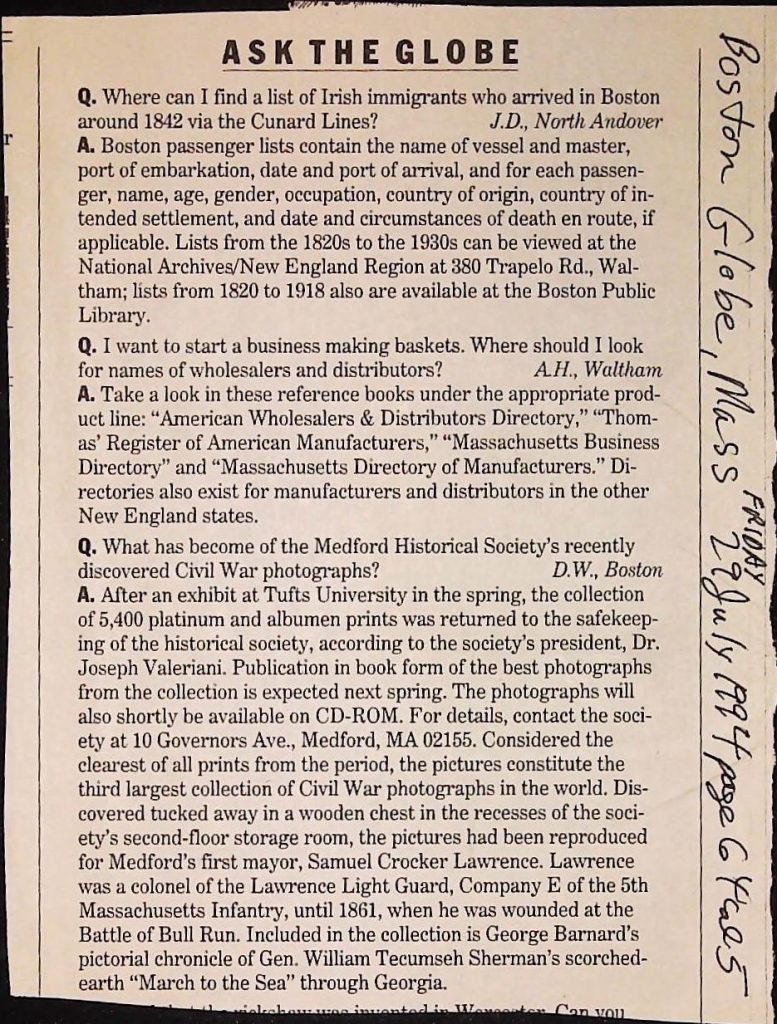 ASK THE GLOBE
Q. Where can I find a list of Irish immigrants who arrived in Boston
around 1842 via the Cunard Lines? J.D., North Andover
A. Boston passenger lists contain the name of vessel and master,
port of embarkation, date and port of arrival, and for each passen-
ger, name, age, gender, occupation, country of origin, country of in-
tended settlement, and date and circumstances of death en route, if
applicable. Lists from the 1820s to the 1930s can be viewed at the
National Archives/New England Region at 380 Trapelo Rd., Wal-
tham; lists from 1820 to 1918 also are available at the Boston Public
Library.
Q. I want to start a business making baskets. Where should I look
for names of wholesalers and distributors? A.H., Waltham
A. Take a look in these reference books under the appropriate prod-
uct line: “American Wholesalers & Distributors Directory,” “Thom-
as’ Register of American Manufacturers,” “Massachusetts Business
Directory” and “Massachusetts Directory of Manufacturers.” Di-
rectories also exist for manufacturers and distributors in the other
New England states.
Q. What has become of the Medford Historical Society’s recently
discovered Civil War photographs? D.W., Boston
A. After an exhibit at Tufts University in the spring, the collection
of 5,400 platinum and albumen prints was returned to the safekeep-
ing of the historical society, according to the society’s president, Dr.
Joseph Valeriani. Publication in book form of the best photographs
from the collection is expected next spring. The photographs will
also shortly be available on CD-ROM. For details, contact the soci-
ety at 10 Governors Ave., Medford, MA 02155. Considered the
clearest of all prints from the period, the pictures constitute the
third largest collection of Civil War photographs in the world. Dis-
covered tucked away in a wooden chest in the recesses of the soci-
ety’s second-floor storage room, the pictures had been reproduced
for Medford’s first mayor, Samuel Crocker Lawrence. Lawrence
was a colonel of the Lawrence Light Guard, Company E of the 5th
Massachusetts Infantry, until 1861, when he was wounded at the
Battle of Bull Run. Included in the collection is George Barnard’s
pictorial chronicle of Gen. William Tecumseh Sherman’s scorched-
earth “March to the Sea” through Georgia.
rickshaw was invented in Worcester. Can you
Boston Globe, Mass FRIDAY 29 July 1994 page 6